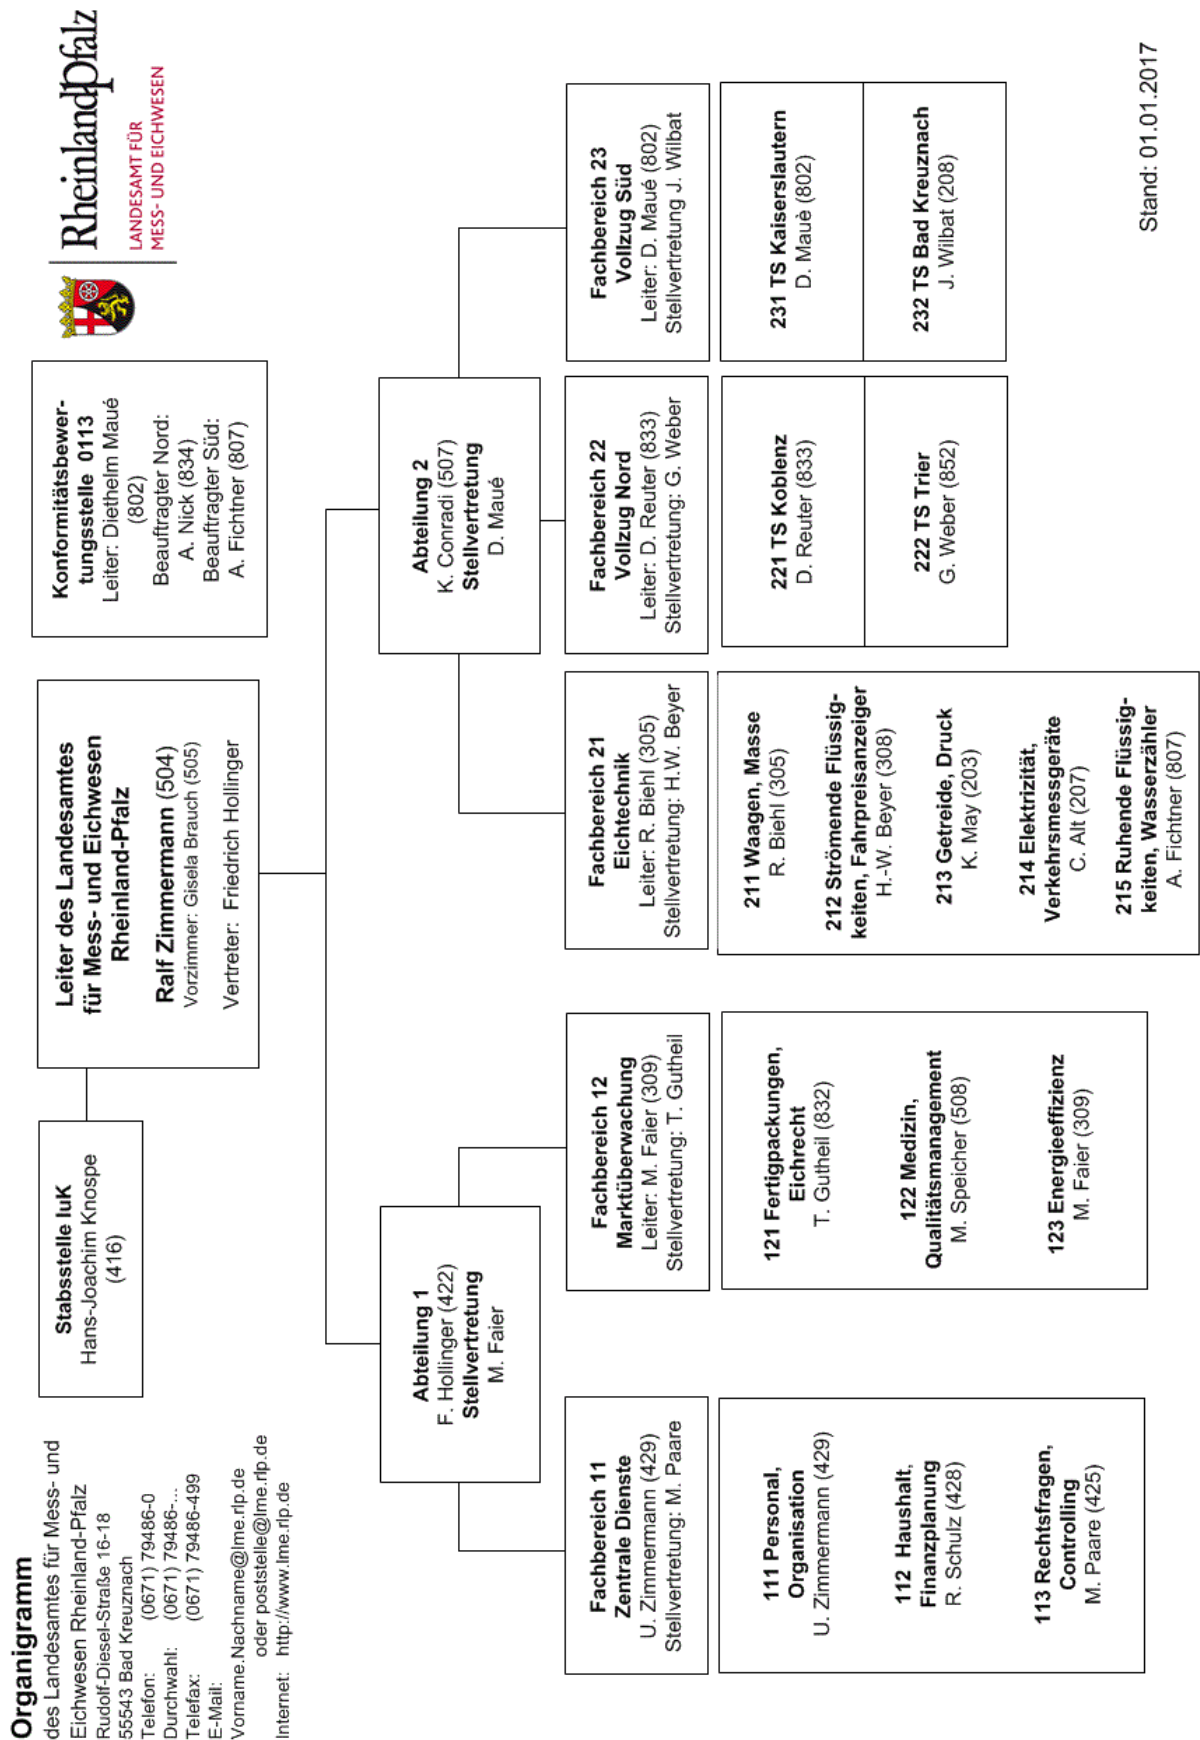 Organigramm
des Landesamtes für Mess- und
Eichwesen Rheinland-Pfalz
Rudolf-Diesel-Straße 16-18
55543 Bad Kreuznach
Telefon: (0671) 79486-0
Durchwahl: (0671) 79486-...
Telefax: (0671) 79486-499
E-Mail:
Vorname.Nachname@lme.rlp.de
oder poststelle@lme.rlp.de
Internet: http://www.lme.rlp.de
Stabsstelle IuK
Hans-Joachim Knospe
(416)
Leiter des Landesamtes
für Mess- und Eichwesen
Rheinland-Pfalz
Ralf Zimmermann (504)
Vorzimmer: Gisela Brauch (505)
Vertreter: Friedrich Hollinger
Konformitätsbewer-
tungsstelle 0113
Leiter: Diethelm Maué
(802)
Beauftragter Nord:
A. Nick (834)
Beauftragter Süd:
A. Fichtner (807)
Rheinlandpfalz
LANDESAMT FÜR
MESS- UND EICHWESEN
Abteilung 1
F. Hollinger (422)
Stellvertretung
M. Faier
Abteilung 2
K. Conradi (507)
Stellvertretung
D. Maué
Fachbereich 11
Zentrale Dienste
U. Zimmermann (429)
Stellvertretung: M. Paare
Fachbereich 12
Marktüberwachung
Leiter: M. Faier (309)
Stellvertretung: T. Gutheil
Fachbereich 21
Eichtechnik
Leiter: R. Biehl (305)
Stellvertretung: H.W. Beyer
Fachbereich 22
Vollzug Nord
Leiter: D. Reuter (833)
Stellvertretung: G. Weber
Fachbereich 23
Vollzug Süd
Leiter: D. Maué (802)
Stellvertretung J. Wilbat
111 Personal,
Organisation
U. Zimmermann (429)
112 Haushalt,
Finanzplanung
R. Schulz (428)
113 Rechtsfragen,
Controlling
M. Paare (425)
121 Fertigpackungen,
Eichrecht
T. Gutheil (832)
122 Medizin,
Qualitätsmanagement
M. Speicher (508)
123 Energieeffizienz
M. Faier (309)
211 Waagen, Masse
R. Biehl (305)
212 Strömende Flüssig-
keiten, Fahrpreisanzeiger
H.-W. Beyer (308)
213 Getreide, Druck
K. May (203)
214 Elektrizität,
Verkehrsmessgeräte
C. Alt (207)
215 Ruhende Flüssig-
keiten, Wasserzähler
A. Fichtner (807)
221 TS Koblenz
D. Reuter (833)
222 TS Trier
G. Weber (852)
231 TS Kaiserslautern
D. Mauè (802)
232 TS Bad Kreuznach
J. Wilbat (208)
Stand: 01.01.2017